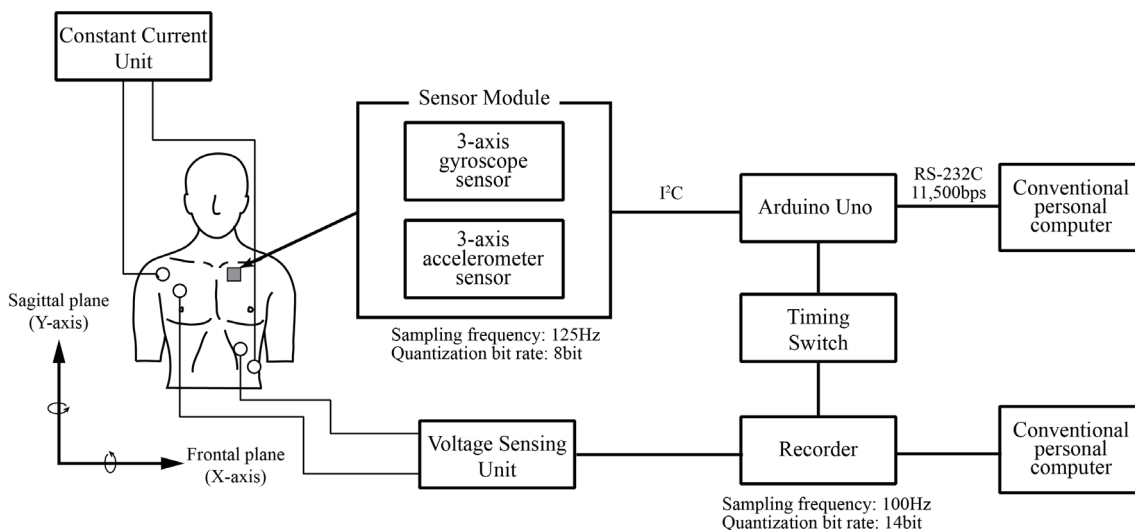 Constant Current
Unit
Sensor Module
3-axis
gyroscope
sensor
3-axis
accelerometer
sensor
Sampling frequency: 125Hz
Quantization bit rate: 8bit
I²C
Arduino Uno
RS-232C
11,500bps
Conventional
personal
computer
Timing
Switch
Sagittal plane
(Y-axis)
Frontal plane
(X-axis)
Voltage Sensing
Unit
Recorder
Sampling frequency: 100Hz
Quantization bit rate: 14bit
Conventional
personal
computer